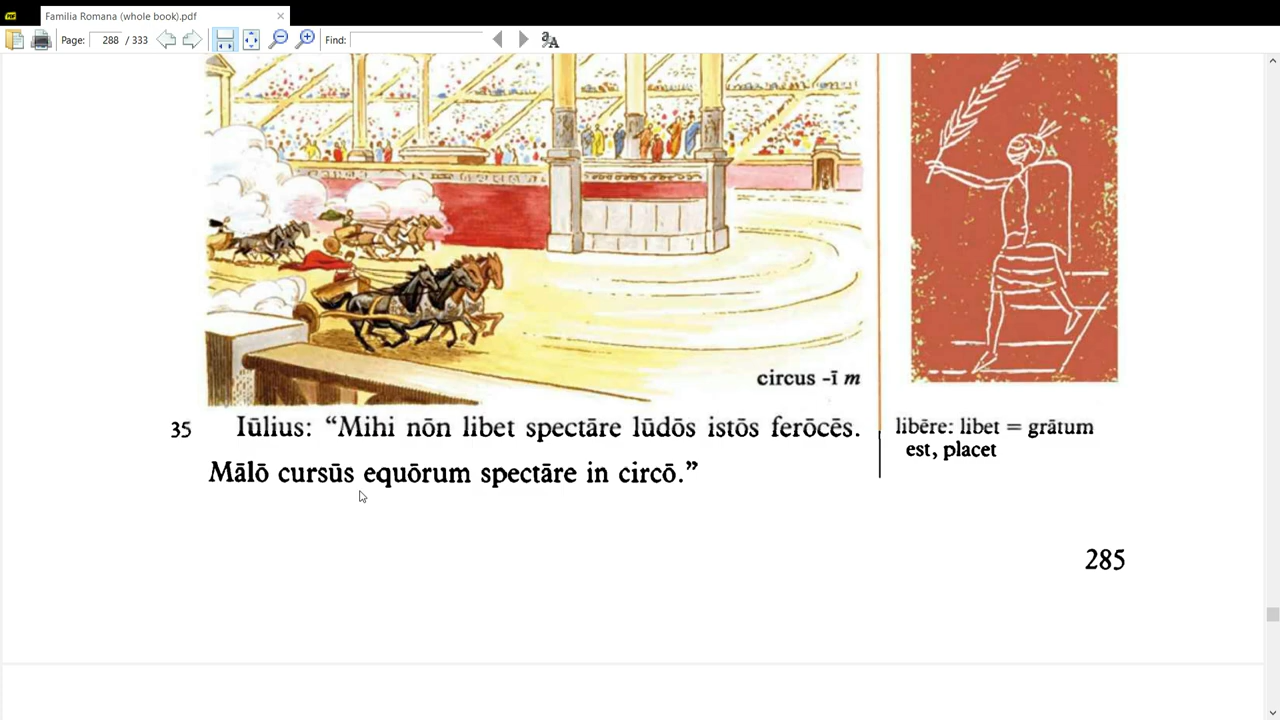 Familia Romana (whole book).pdf
Page: 288 / 333 Find:
circus -ī m
35 Iūlius: “Mihi nōn libet spectāre lūdōs istōs ferōcēs.
Mālō cursūs equōrum spectāre in circō.”
libēre: libet = grātum
est, placet
285